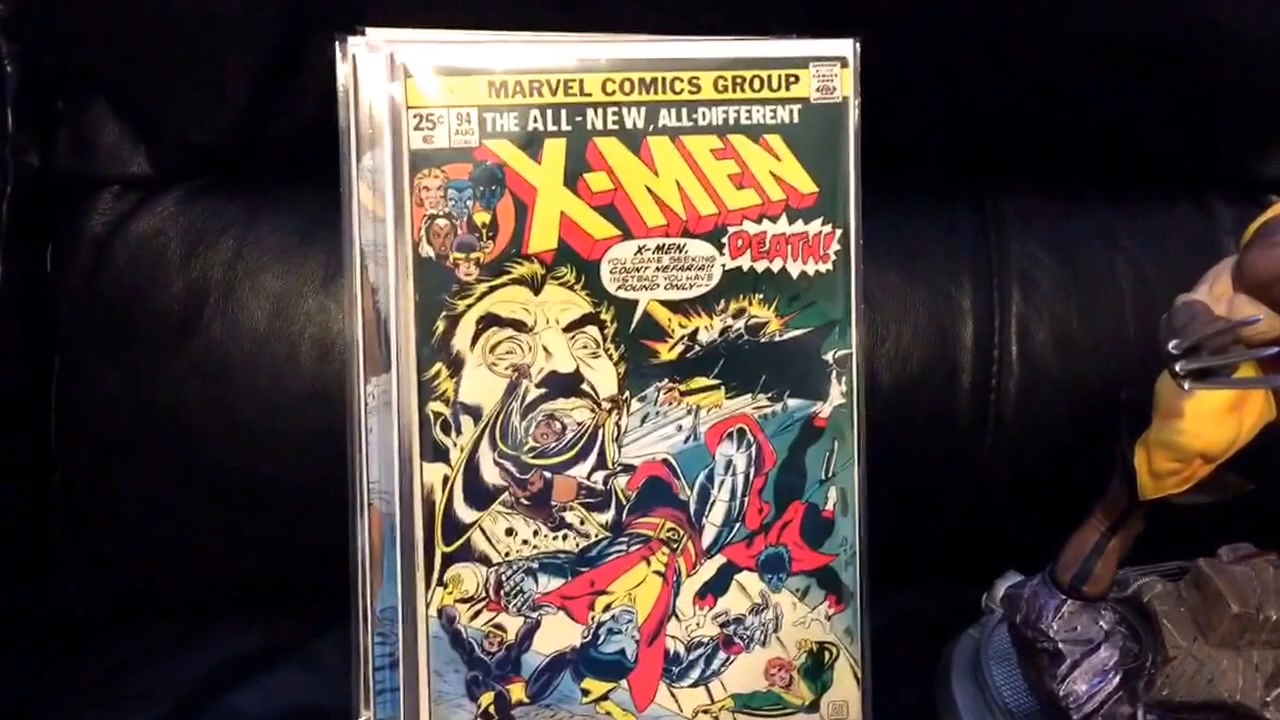 MARVEL COMICS GROUP
25¢
94
AUG
THE ALL-NEW, ALL-DIFFERENT
X-MEN
X-MEN,
YOU CAME SEEKING
COUNT NEFARIA!!
INSTEAD YOU HAVE
FOUND ONLY--
DEATH!